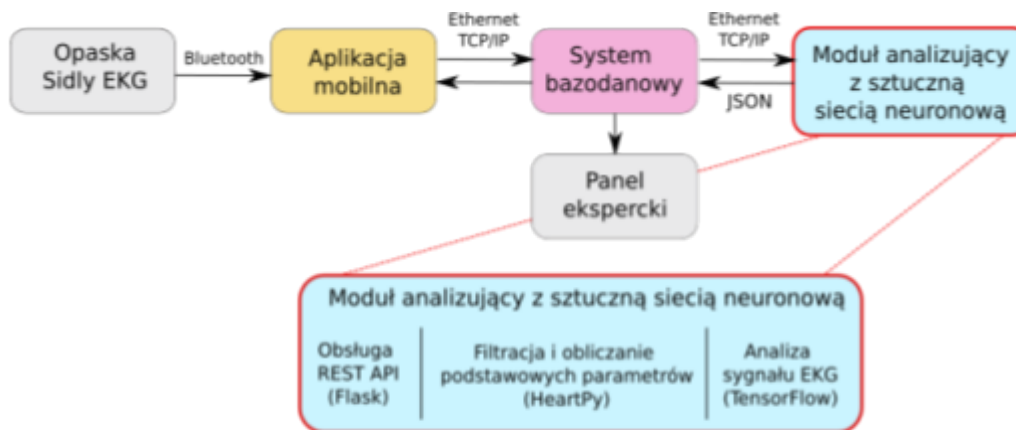 Opaska
Sidly EKG
Bluetooth
Aplikacja
mobilna
Ethernet
TCP/IP
System
bazodanowy
Ethernet
TCP/IP
JSON
Moduł analizujący
z sztuczną
siecią neuronową
Panel
ekspercki
Moduł analizujący z sztuczną siecią neuronową
Obsługa
REST API
(Flask)
Filtracja i obliczanie
podstawowych parametrów
(HeartPy)
Analiza
sygnału EKG
(TensorFlow)